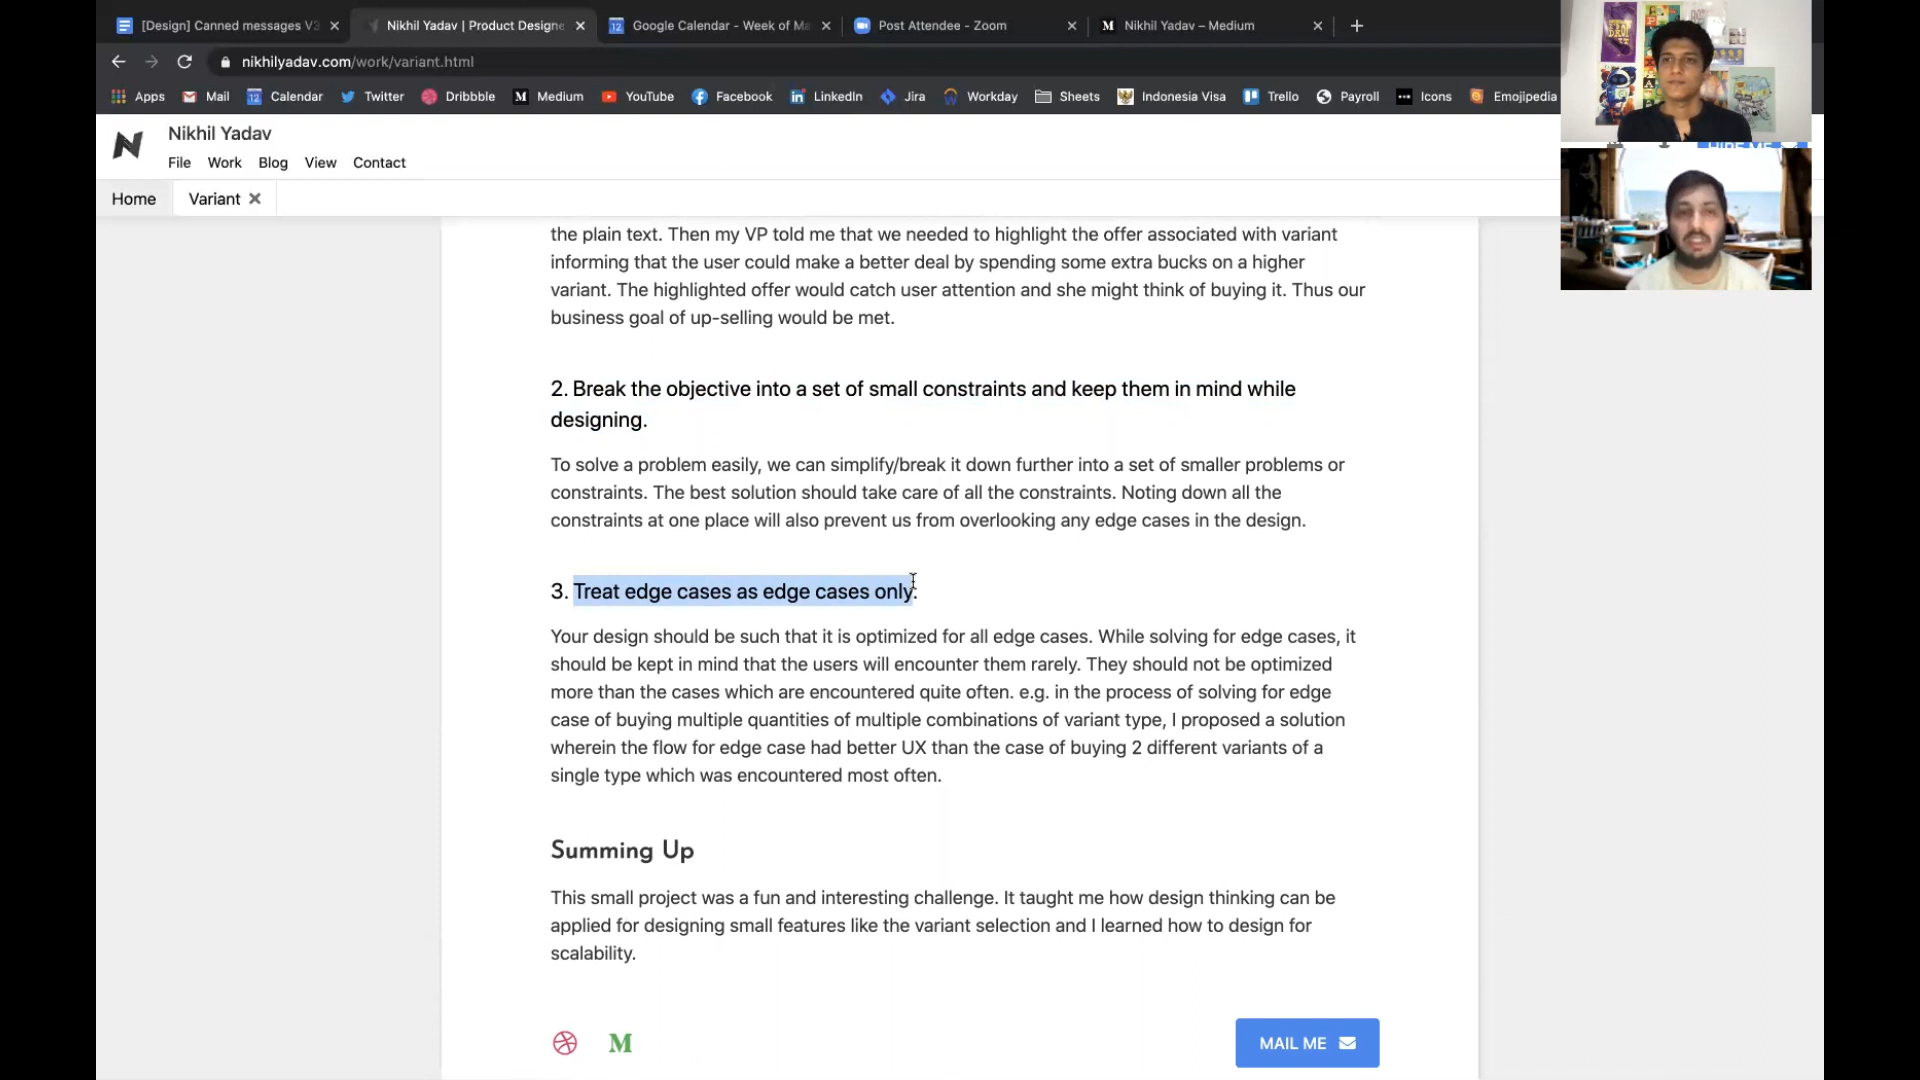 [Design] Canned messages V3
Nikhil Yadav | Product Designe
Google Calendar - Week of Ma
Post Attendee - Zoom
Nikhil Yadav – Medium
nikhilyadav.com/work/variant.html
Apps
Mail
Calendar
Twitter
Dribbble
Medium
YouTube
Facebook
LinkedIn
Jira
Workday
Sheets
Indonesia Visa
Trello
Payroll
Icons
Emojipedia
Nikhil Yadav
File Work Blog View Contact
HIRE ME
Home
Variant
the plain text. Then my VP told me that we needed to highlight the offer associated with variant
informing that the user could make a better deal by spending some extra bucks on a higher
variant. The highlighted offer would catch user attention and she might think of buying it. Thus our
business goal of up-selling would be met.
2. Break the objective into a set of small constraints and keep them in mind while
designing.
To solve a problem easily, we can simplify/break it down further into a set of smaller problems or
constraints. The best solution should take care of all the constraints. Noting down all the
constraints at one place will also prevent us from overlooking any edge cases in the design.
3. Treat edge cases as edge cases only.
Your design should be such that it is optimized for all edge cases. While solving for edge cases, it
should be kept in mind that the users will encounter them rarely. They should not be optimized
more than the cases which are encountered quite often. e.g. in the process of solving for edge
case of buying multiple quantities of multiple combinations of variant type, I proposed a solution
wherein the flow for edge case had better UX than the case of buying 2 different variants of a
single type which was encountered most often.
Summing Up
This small project was a fun and interesting challenge. It taught me how design thinking can be
applied for designing small features like the variant selection and I learned how to design for
scalability.
MAIL ME